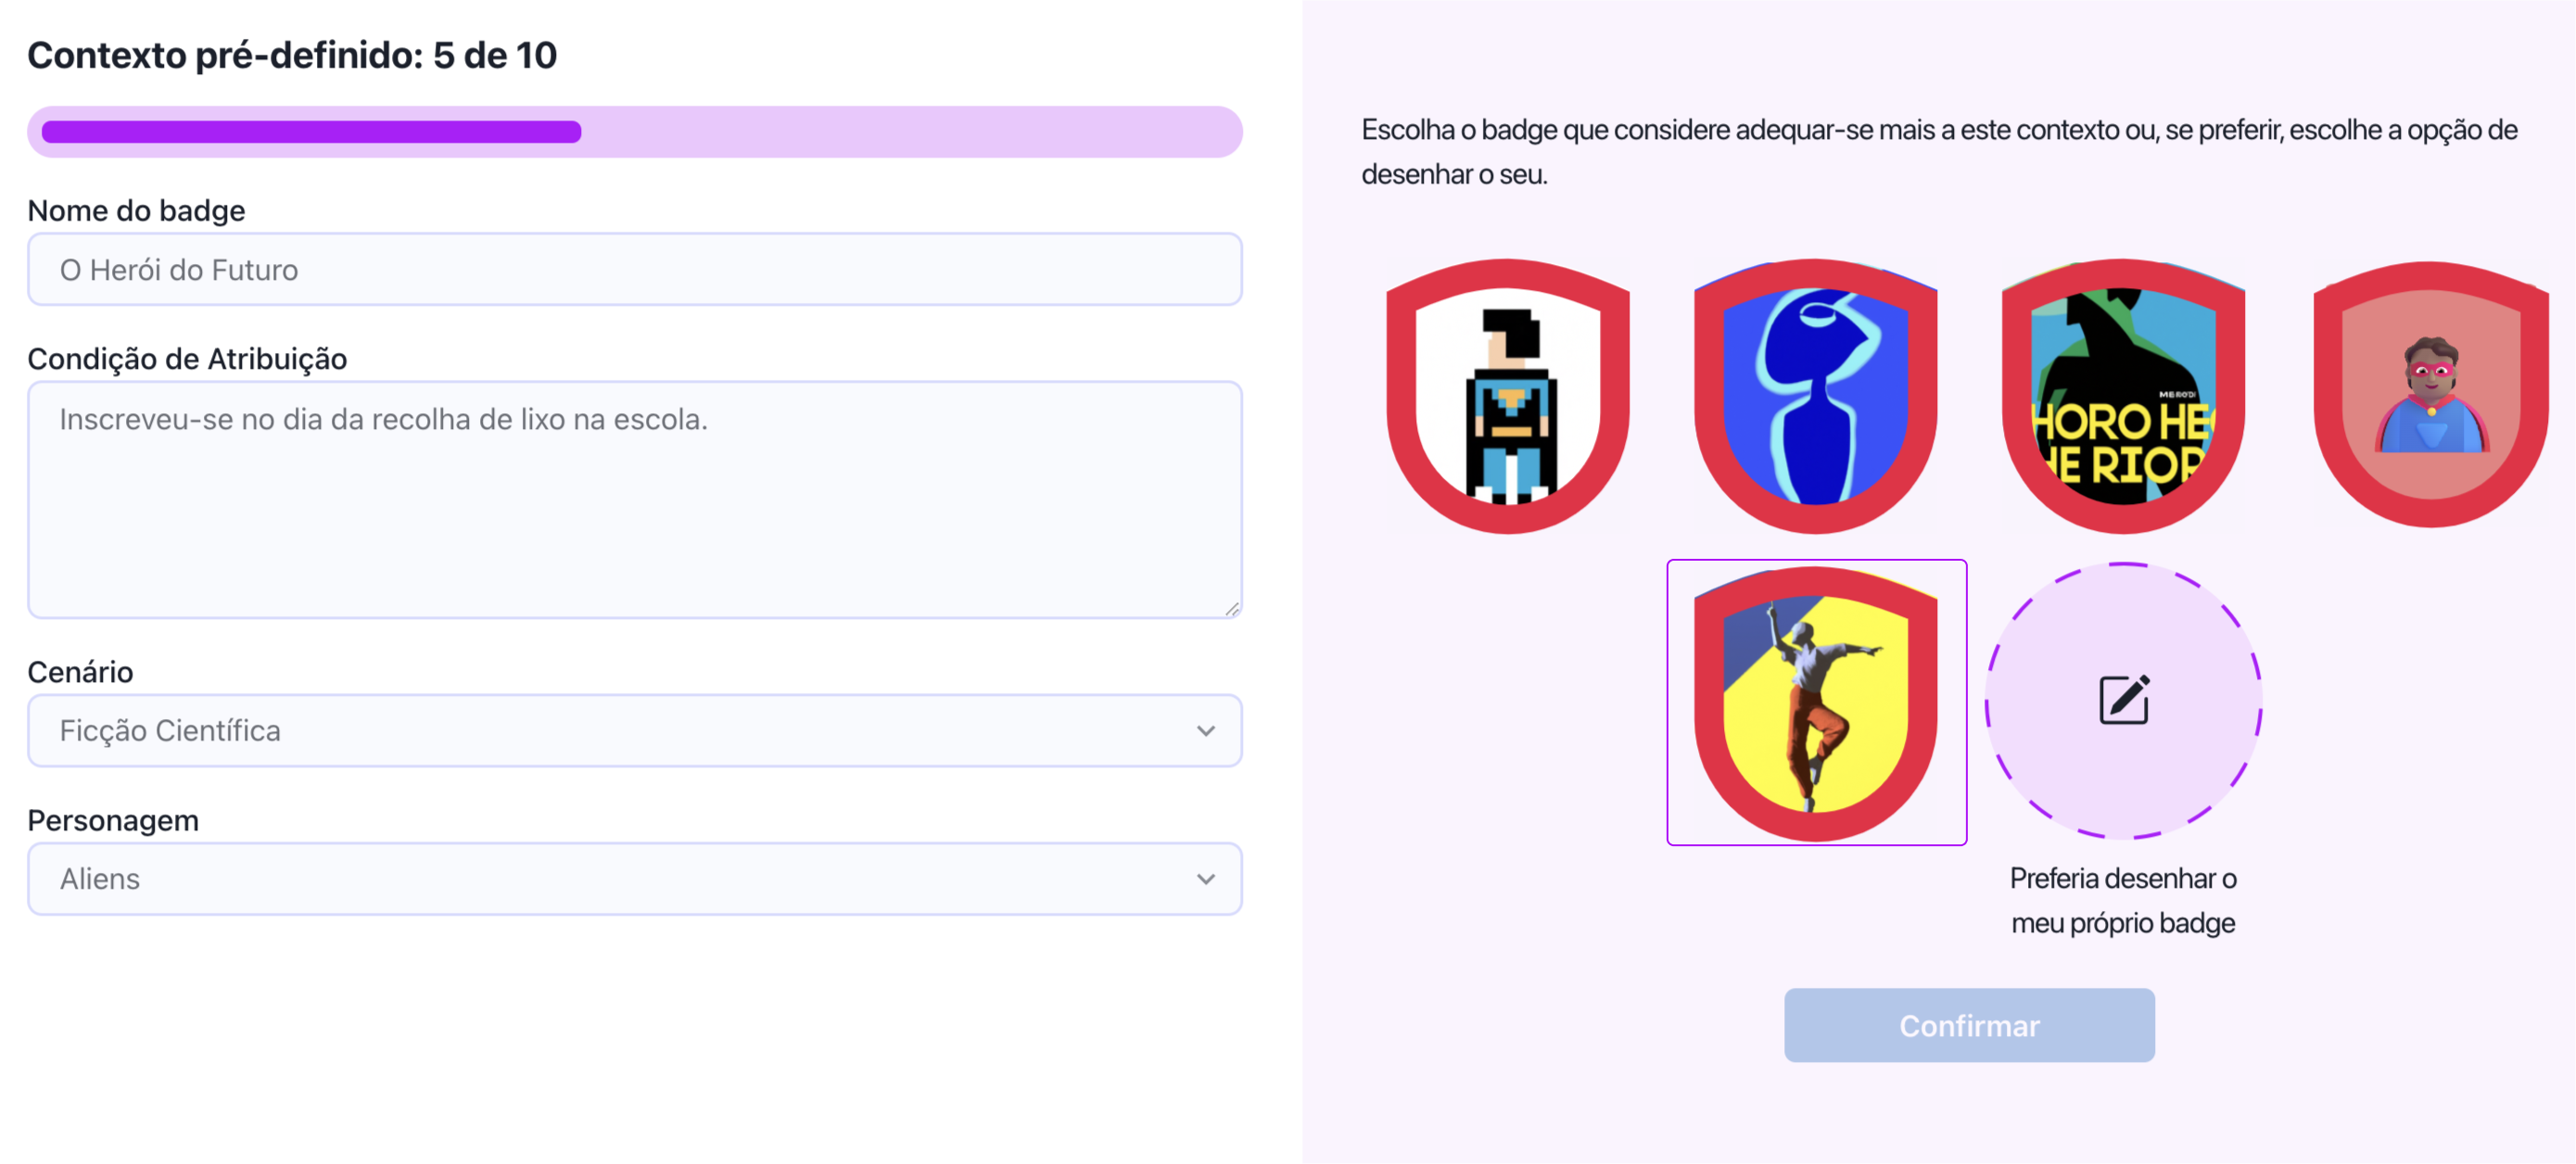 Contexto pré-definido: 5 de 10
Nome do badge
O Herói do Futuro
Condição de Atribuição
Inscreveu-se no dia da recolha de lixo na escola.
Cenário
Ficção Científica
Personagem
Aliens
Escolha o badge que considere adequar-se mais a este contexto ou, se preferir, escolhe a opção de
desenhar o seu.
HORO HE
HE RIOR
Preferia desenhar o
meu próprio badge
Confirmar